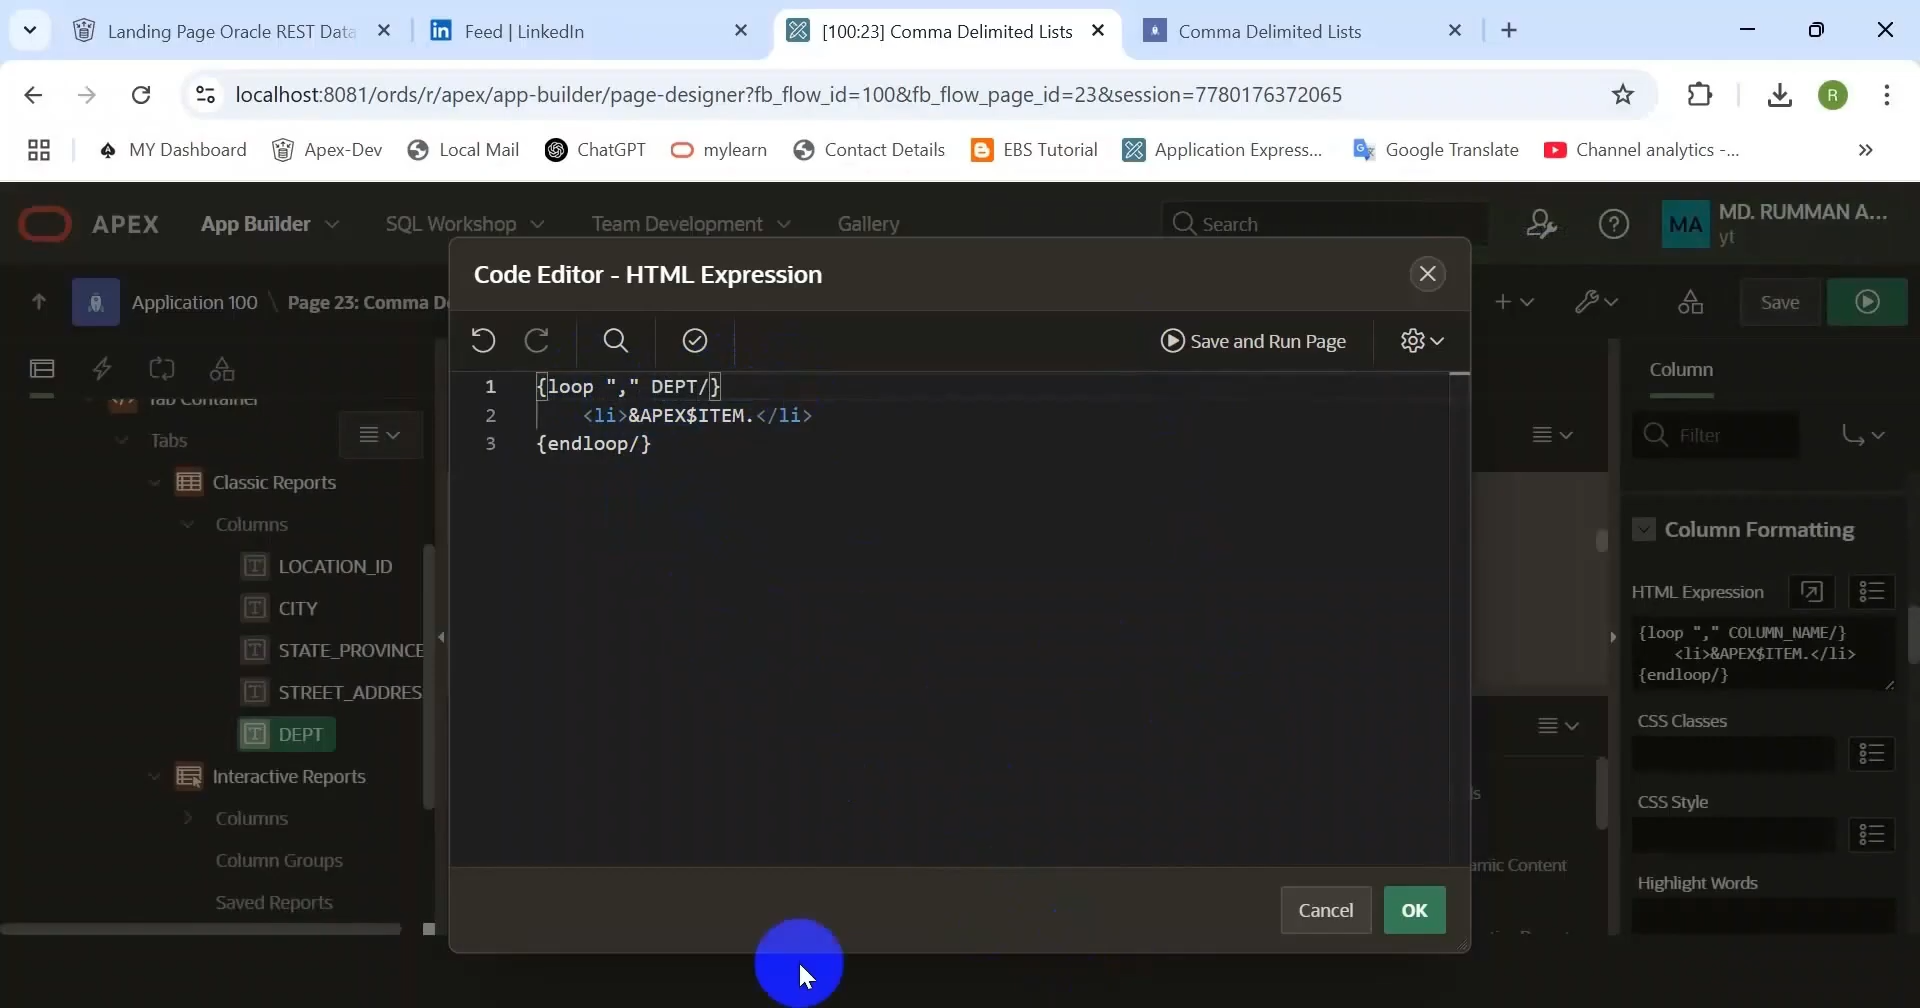 Landing Page Oracle REST Data
Feed | LinkedIn
[100:23] Comma Delimited Lists
Comma Delimited Lists
localhost:8081/ords/r/apex/app-builder/page-designer?fb_flow_id=100&fb_flow_page_id=23&session=7780176372065
R
MY Dashboard
Apex-Dev
Local Mail
ChatGPT
mylearn
Contact Details
EBS Tutorial
Application Express...
Google Translate
Channel analytics -...
APEX
App Builder
SQL Workshop
Team Development
Gallery
Search
MA
MD. RUMMAN A...
yt
Application 100 \ Page 23: Comma De
Save
Code Editor - HTML Expression
Save and Run Page
1 {loop "," DEPT/}
2 <li>&APEX$ITEM.</li>
3 {endloop/}
Cancel
OK
Tab Container
Tabs
Classic Reports
Columns
LOCATION_ID
CITY
STATE_PROVINCE
STREET_ADDRES
DEPT
Interactive Reports
Columns
Column Groups
Saved Reports
amic Content
Column
Filter
Column Formatting
HTML Expression
{loop "," COLUMN_NAME/}
<li>&APEX$ITEM.</li>
{endloop/}
CSS Classes
CSS Style
Highlight Words